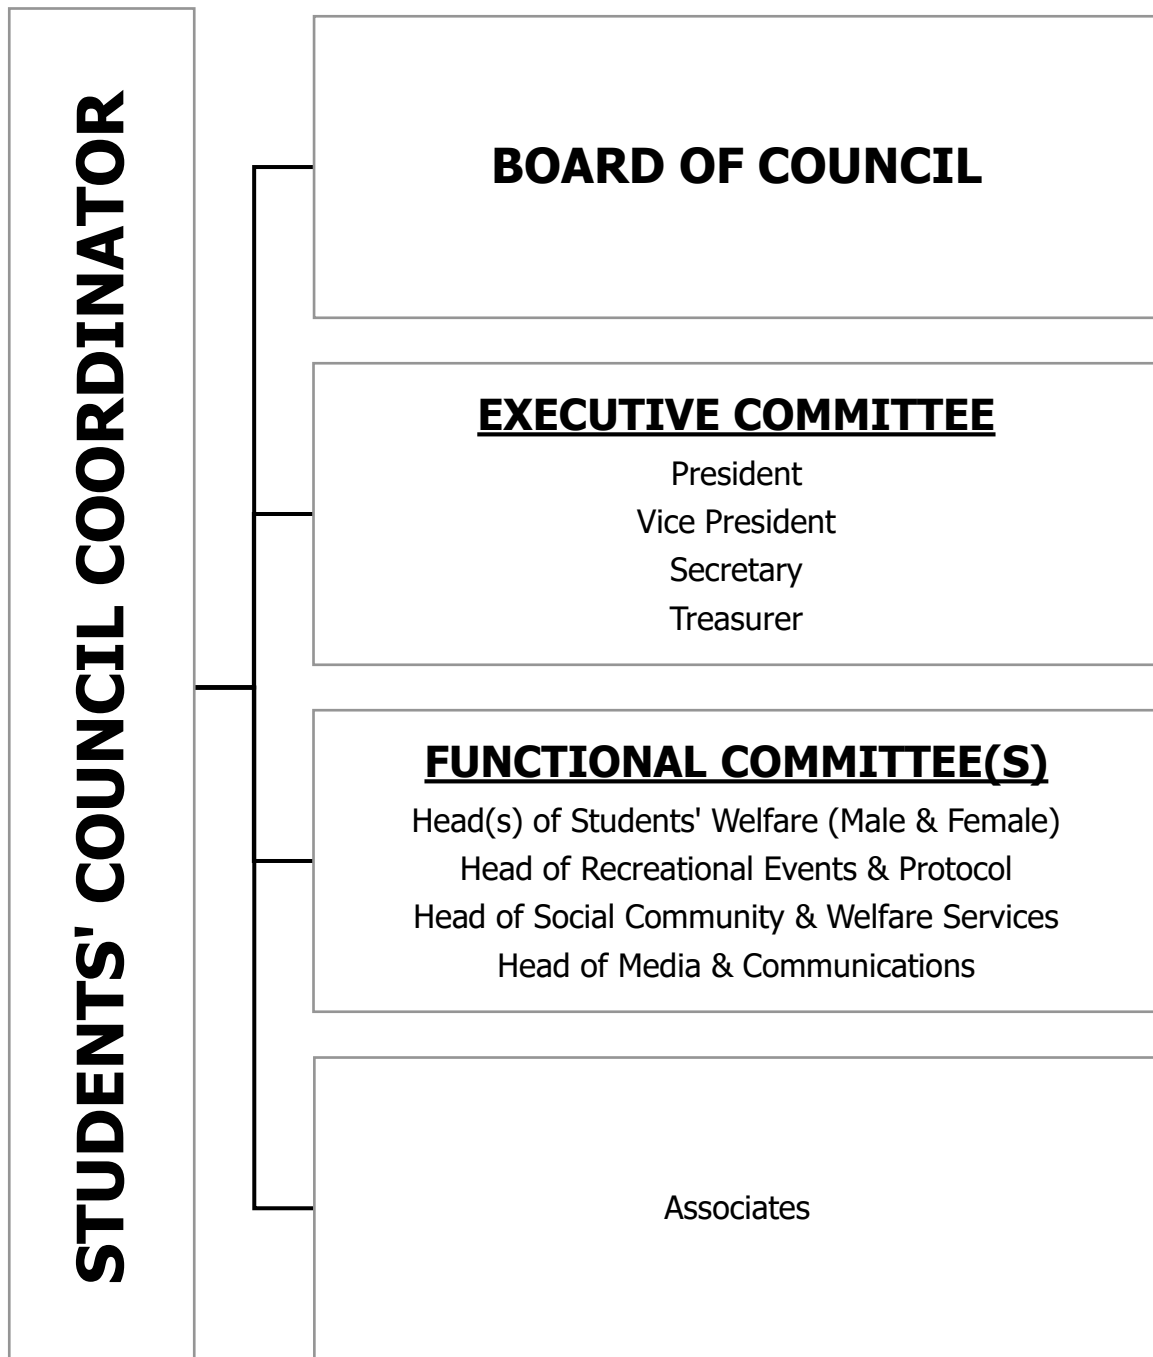 STUDENTS' COUNCIL COORDINATOR
BOARD OF COUNCIL
EXECUTIVE COMMITTEE
President
Vice President
Secretary
Treasurer
FUNCTIONAL COMMITTEE(S)
Head(s) of Students' Welfare (Male & Female)
Head of Recreational Events & Protocol
Head of Social Community & Welfare Services
Head of Media & Communications
Associates